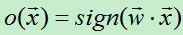 o(x⃗) = sign(w⃗ · x⃗)